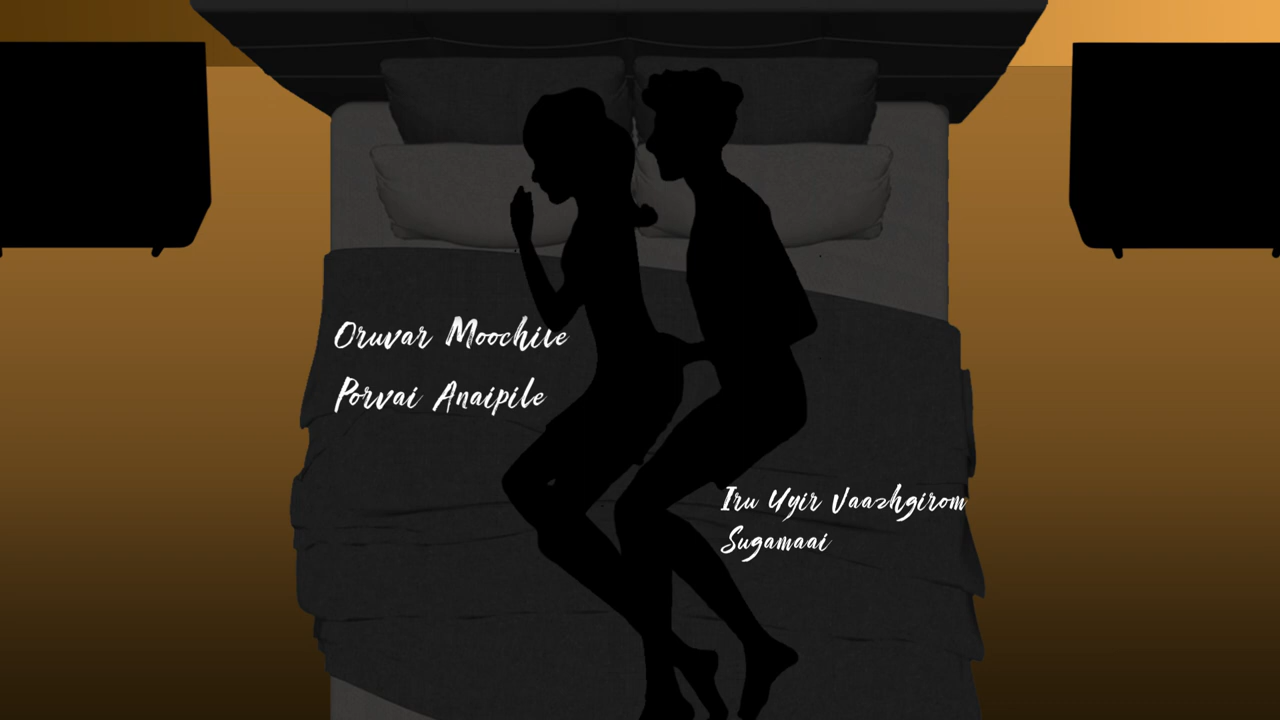 Oruvar Moochile
Porvai Anaipile
Iru Uyir Vaazhgirom
Sugamaai